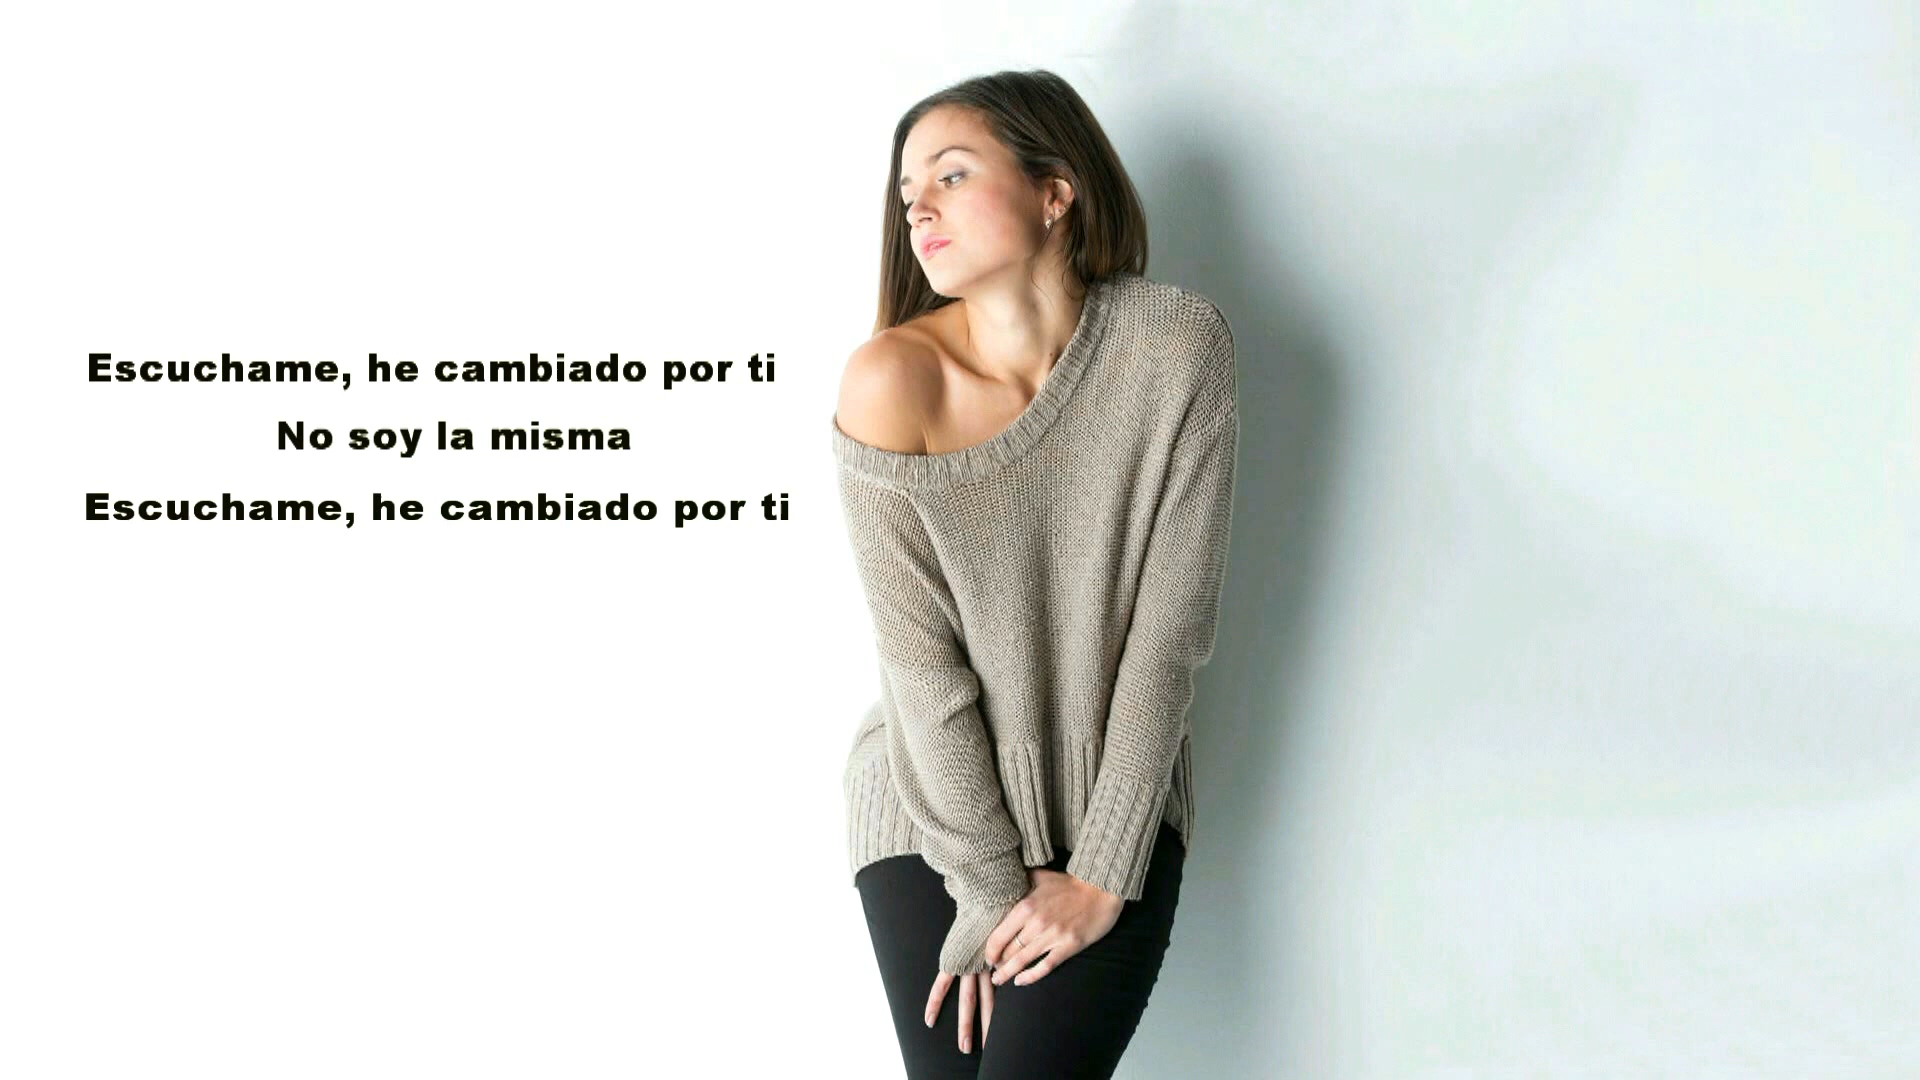 Escuchame, he cambiado por ti
No soy la misma
Escuchame, he cambiado por ti